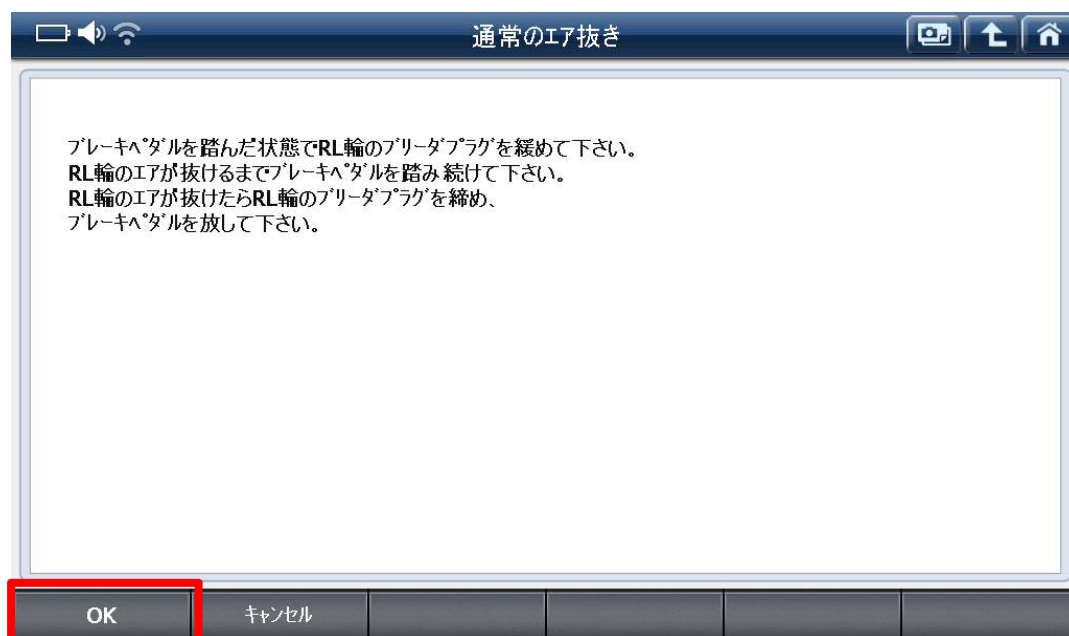 通常のｴｱ抜き
ﾌﾞﾚｰｷﾍﾟﾀﾞﾙを踏んだ状態でRL輪のﾌﾞﾘｰﾀﾞﾌﾟﾗｸﾞを緩めて下さい。
RL輪のｴｱが抜けるまでﾌﾞﾚｰｷﾍﾟﾀﾞﾙを踏み続けて下さい。
RL輪のｴｱが抜けたらRL輪のﾌﾞﾘｰﾀﾞﾌﾟﾗｸﾞを締め、
ﾌﾞﾚｰｷﾍﾟﾀﾞﾙを放して下さい。
OK
ｷｬﾝｾﾙ